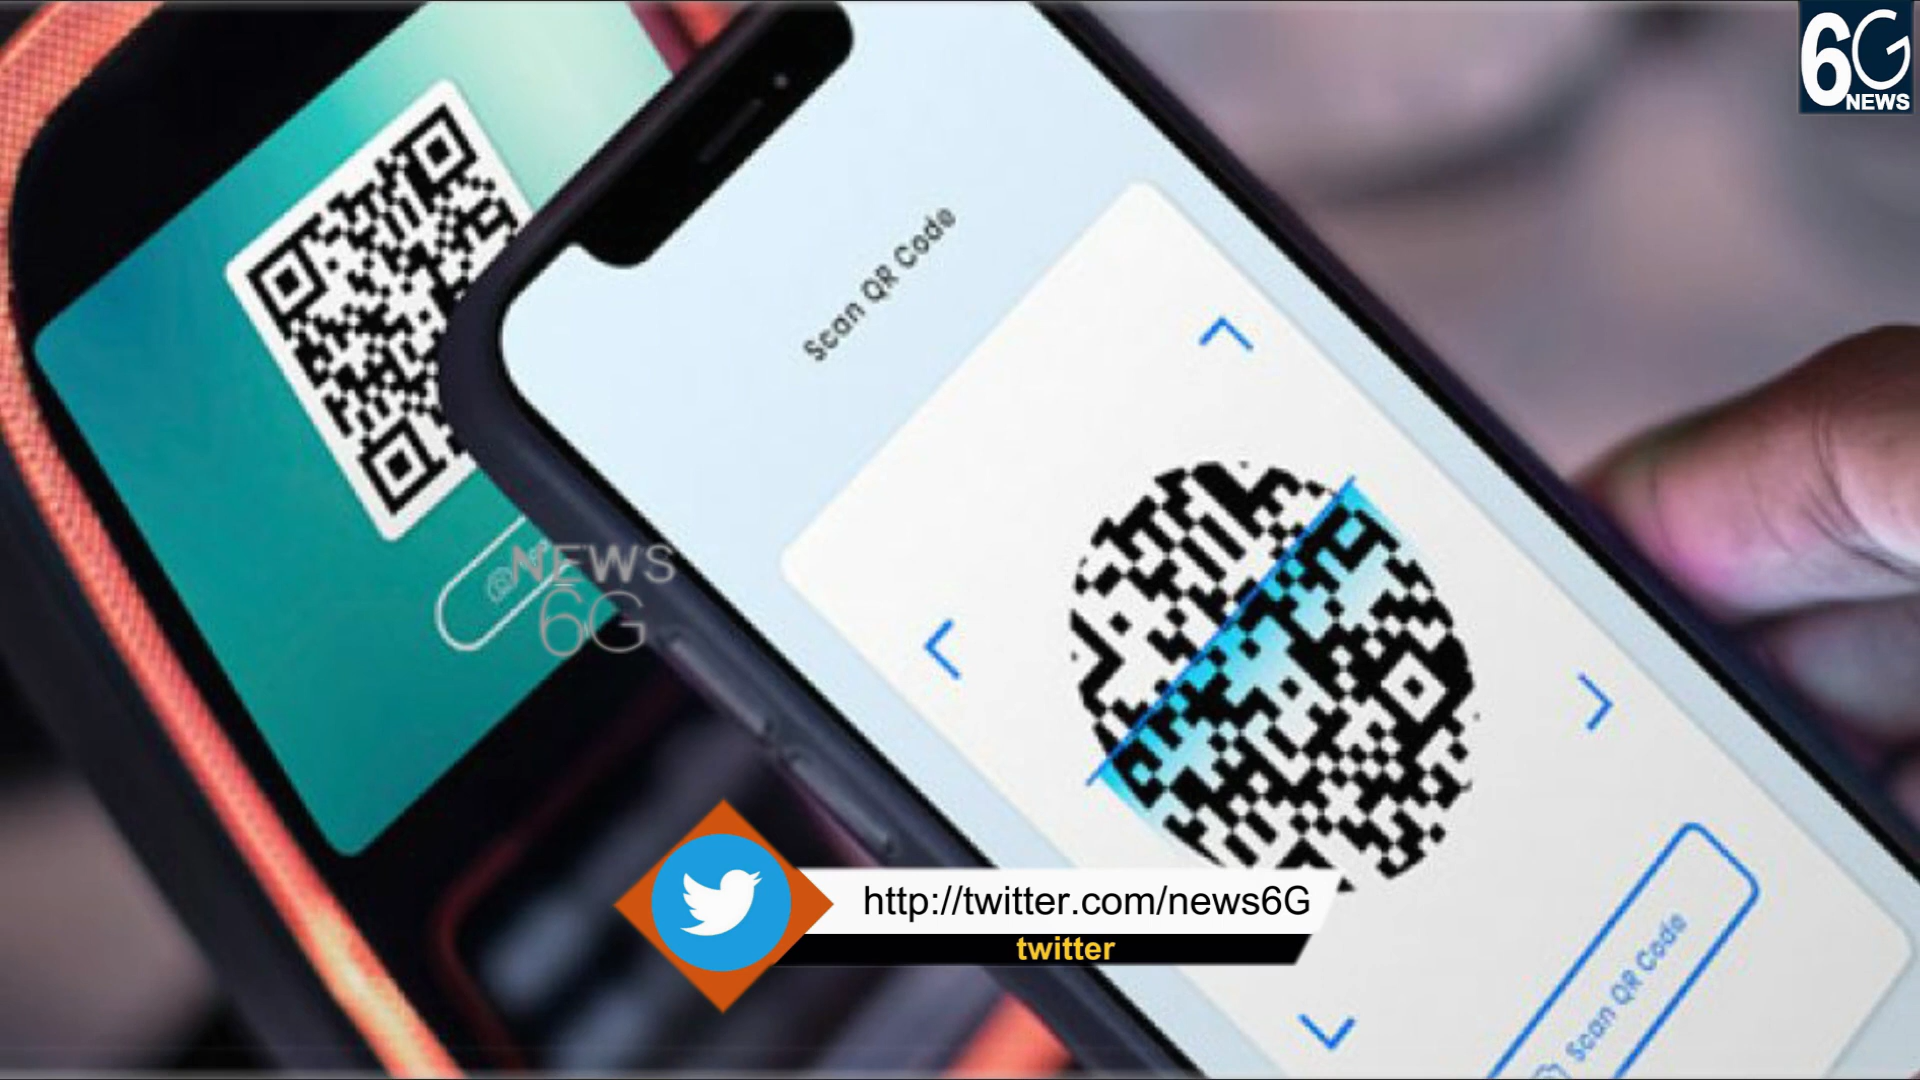 6G
NEWS
Scan QR Code
NEWS
6G
http://twitter.com/news6G
twitter
Scan QR Code